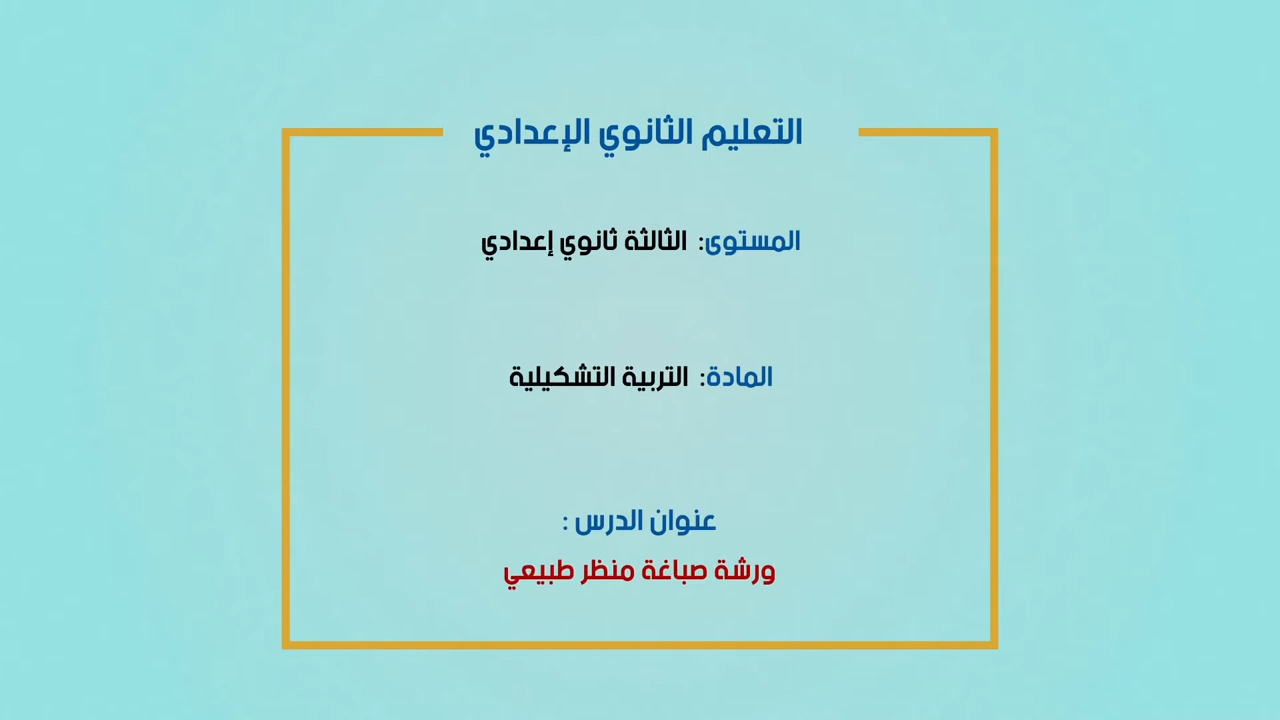 التعليم الثانوي الإعدادي
المستوى: الثالثة ثانوي إعدادي
المادة: التربية التشكيلية
عنوان الدرس :
ورشة صباغة منظر طبيعي